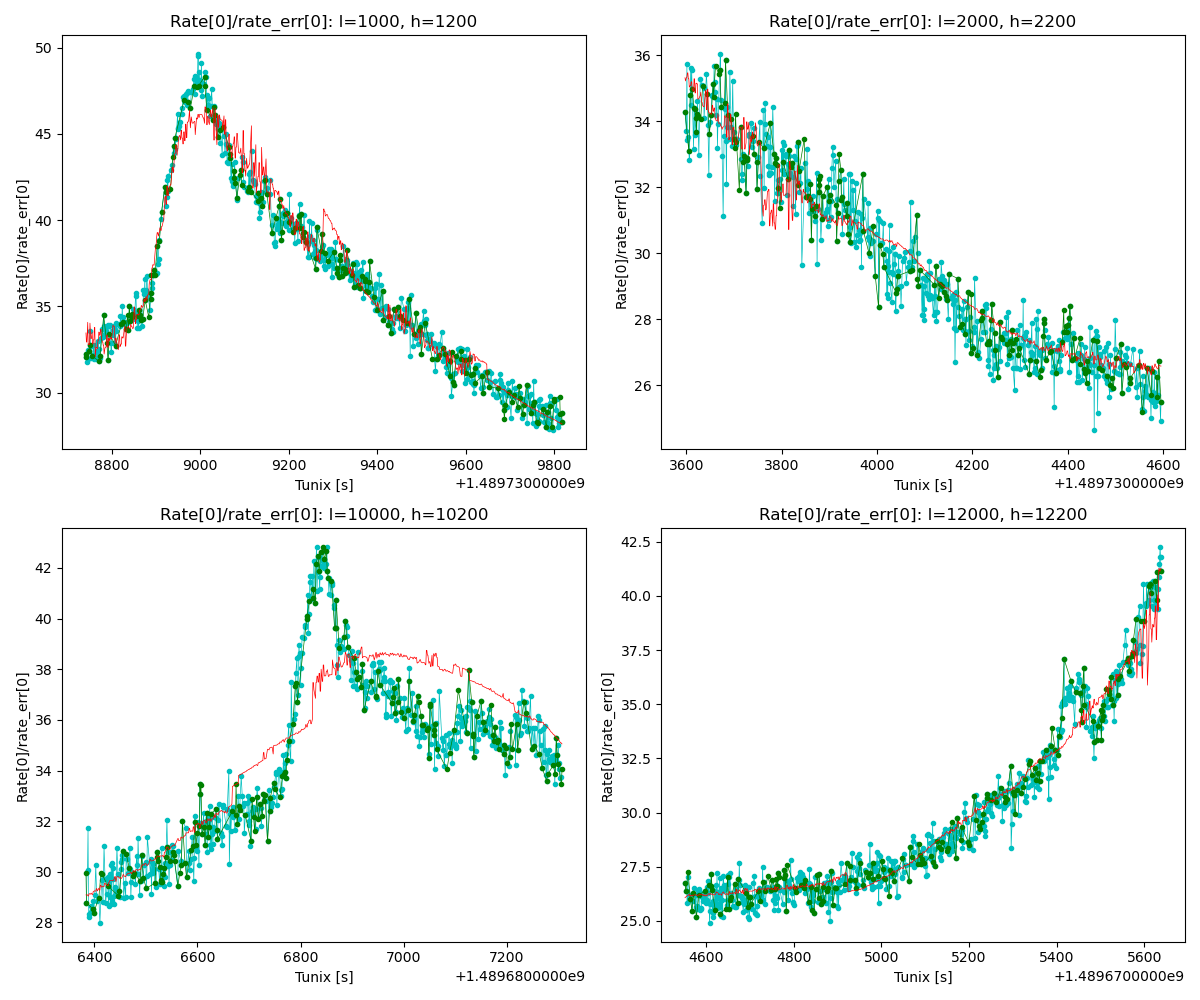 Rate[0]/rate_err[0]: l=1000, h=1200
Rate[0]/rate_err[0]
50
45
40
35
30
8800 9000 9200 9400 9600 9800
Tunix [s]
+1.4897300000e9
Rate[0]/rate_err[0]: l=2000, h=2200
Rate[0]/rate_err[0]
36
34
32
30
28
26
3600 3800 4000 4200 4400 4600
Tunix [s]
+1.4897300000e9
Rate[0]/rate_err[0]: l=10000, h=10200
Rate[0]/rate_err[0]
42
40
38
36
34
32
30
28
6400 6600 6800 7000 7200
Tunix [s]
+1.4896800000e9
Rate[0]/rate_err[0]: l=12000, h=12200
Rate[0]/rate_err[0]
42.5
40.0
37.5
35.0
32.5
30.0
27.5
25.0
4600 4800 5000 5200 5400 5600
Tunix [s]
+1.4896700000e9